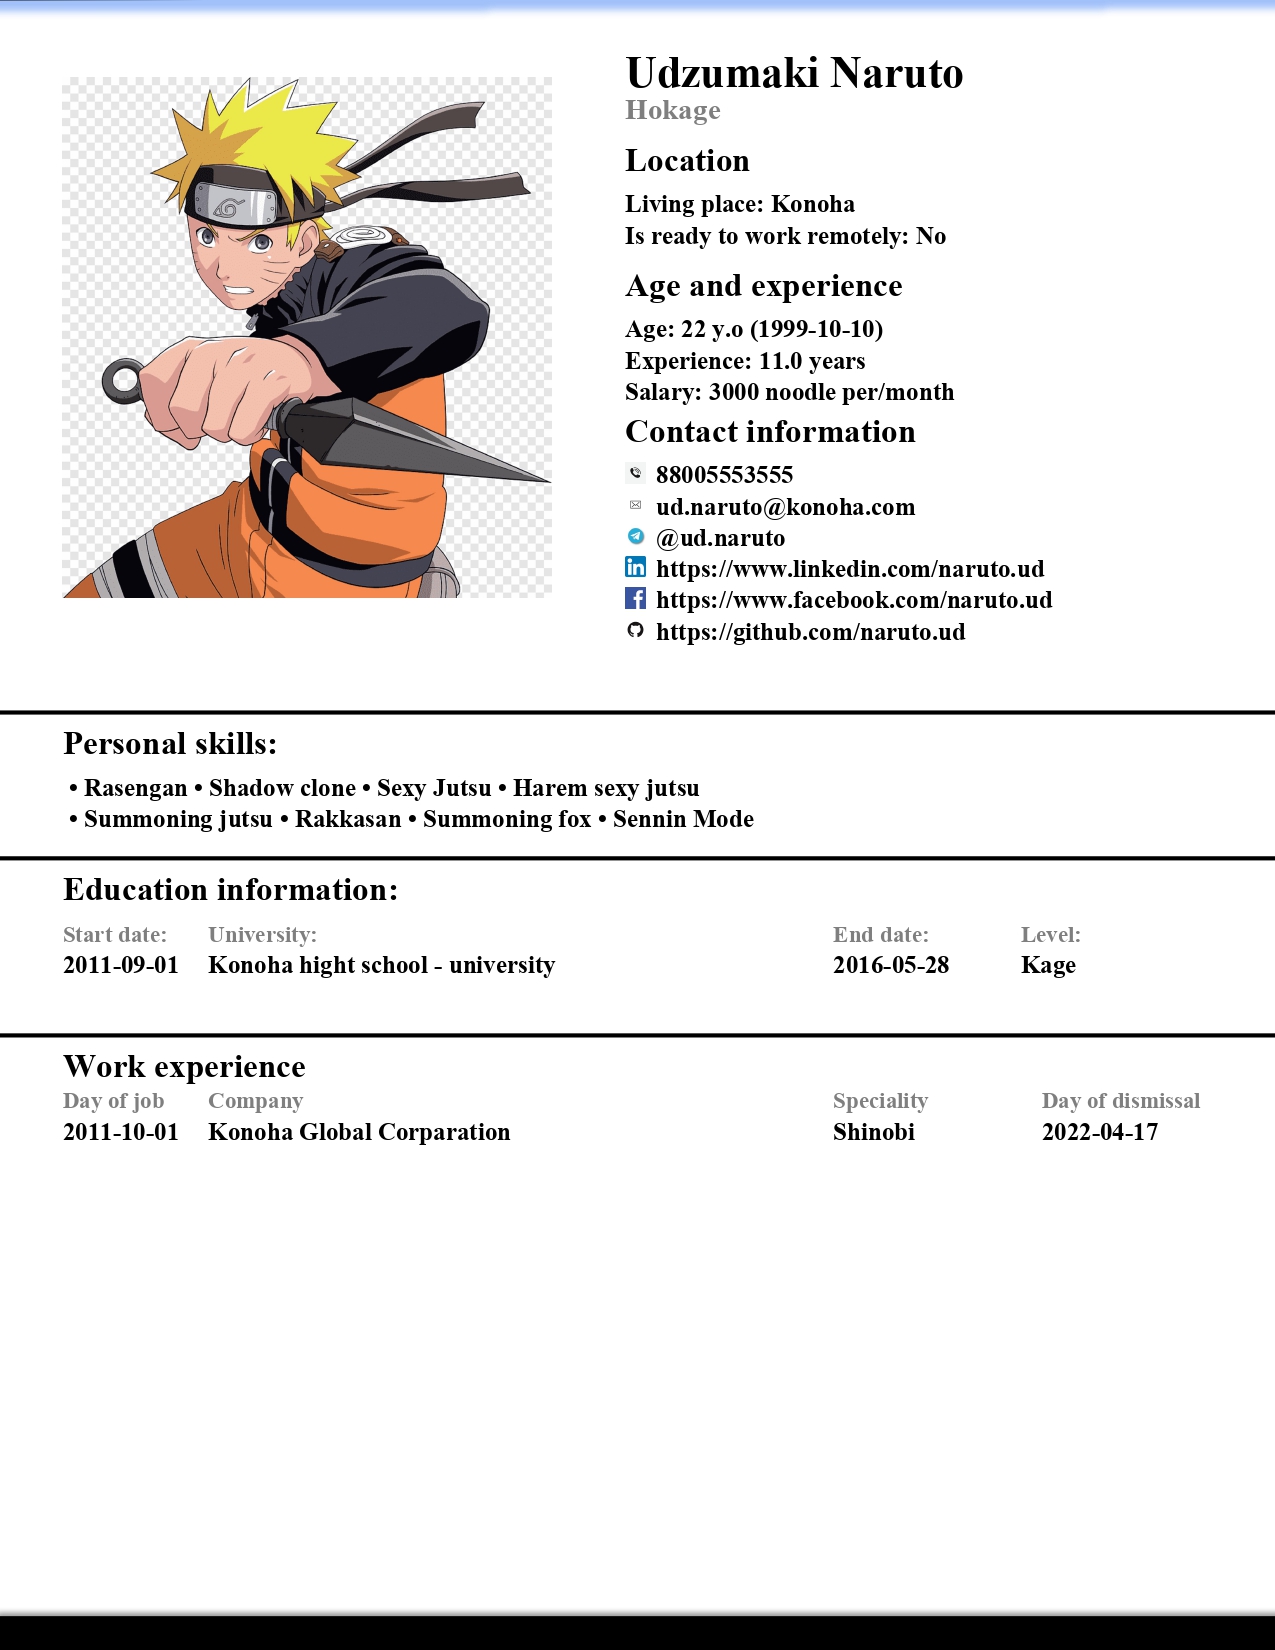 Udzumaki Naruto
Hokage
Location
Living place: Konoha
Is ready to work remotely: No
Age and experience
Age: 22 y.o (1999-10-10)
Experience: 11.0 years
Salary: 3000 noodle per/month
Contact information
88005553555
ud.naruto@konoha.com
@ud.naruto
https://www.linkedin.com/naruto.ud
https://www.facebook.com/naruto.ud
https://github.com/naruto.ud
Personal skills:
• Rasengan • Shadow clone • Sexy Jutsu • Harem sexy jutsu
• Summoning jutsu • Rakkasan • Summoning fox • Sennin Mode
Education information:
Start date: University: End date: Level:
2011-09-01 Konoha hight school - university 2016-05-28 Kage
Work experience
Day of job Company Speciality Day of dismissal
2011-10-01 Konoha Global Corparation Shinobi 2022-04-17